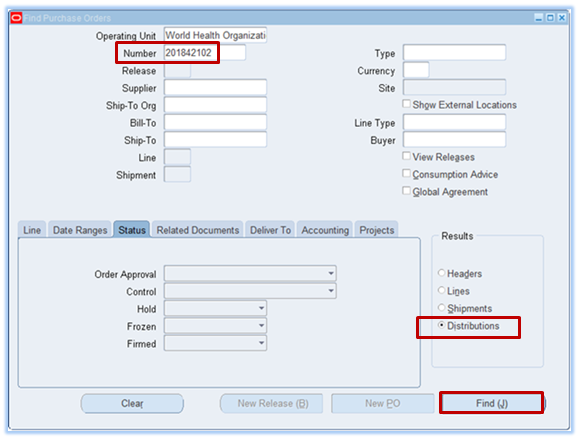 Find Purchase Orders
Operating Unit World Health Organizati
Number 201842102 Type
Release Currency
Supplier Site
Ship-To Org Show External Locations
Bill-To Line Type
Ship-To Buyer
Line View Releases
Shipment Consumption Advice
Global Agreement
Line Date Ranges Status Related Documents Deliver To Accounting Projects
Results
Order Approval Headers
Control Lines
Hold Shipments
Frozen Distributions
Firmed
Clear New Release (B) New PO Find (J)